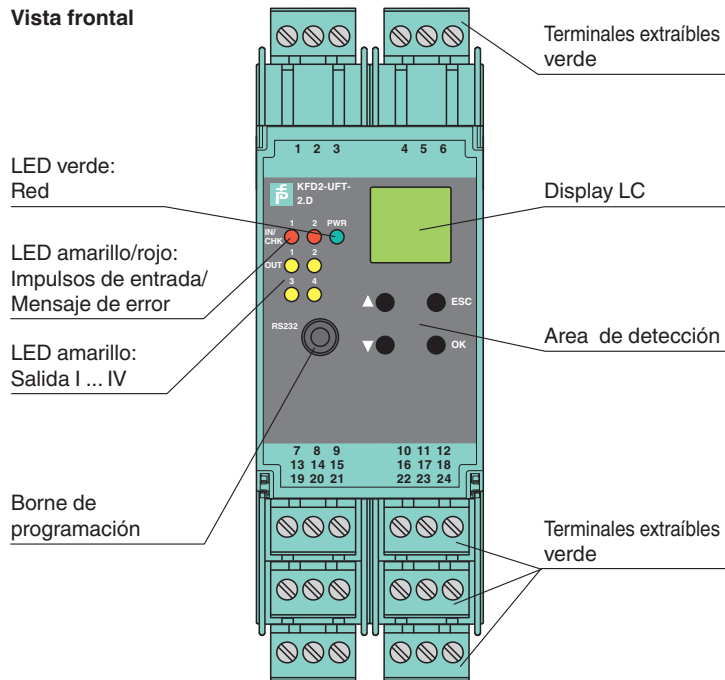 Vista frontal
Terminales extraíbles
verde
1 2 3
4 5 6
LED verde:
Red
KFD2-UFT-
2.D
Display LC
1 2 PWR
IN/
CHK
LED amarillo/rojo:
Impulsos de entrada/
Mensaje de error
1 2
OUT
3 4
ESC
RS232
Area de detección
OK
LED amarillo:
Salida I ... IV
7 8 9
13 14 15
19 20 21
10 11 12
16 17 18
22 23 24
Borne de
programación
Terminales extraíbles
verde